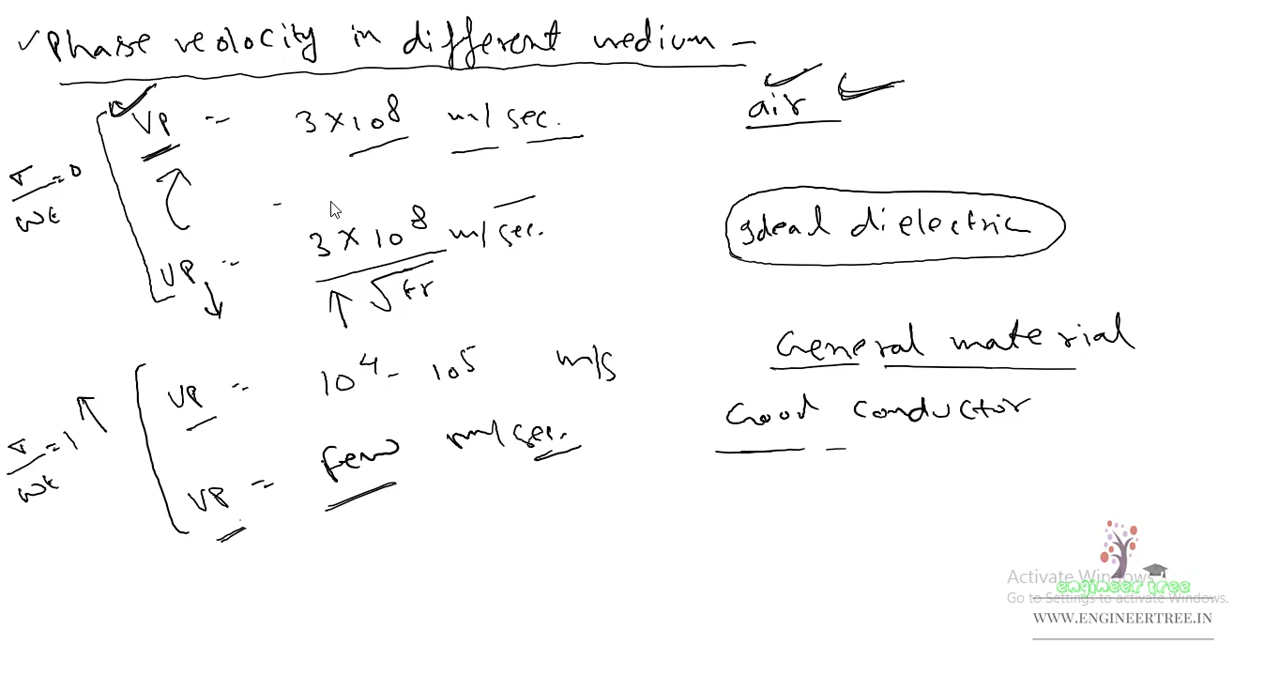 ✓ Phase velocity in different medium -
VP = 3×10⁸ m/sec. air
σ/ωϵ = 0
VP = 3×10⁸/√ϵr m/sec. Ideal dielectric
VP = 10⁴ - 10⁵ m/s General material
σ/ωϵ = 1 ↑
Good conductor
VP = Few m/sec.
Activate Windows
Go to Settings to activate Windows.
engineer tree
WWW.ENGINEERTREE.IN